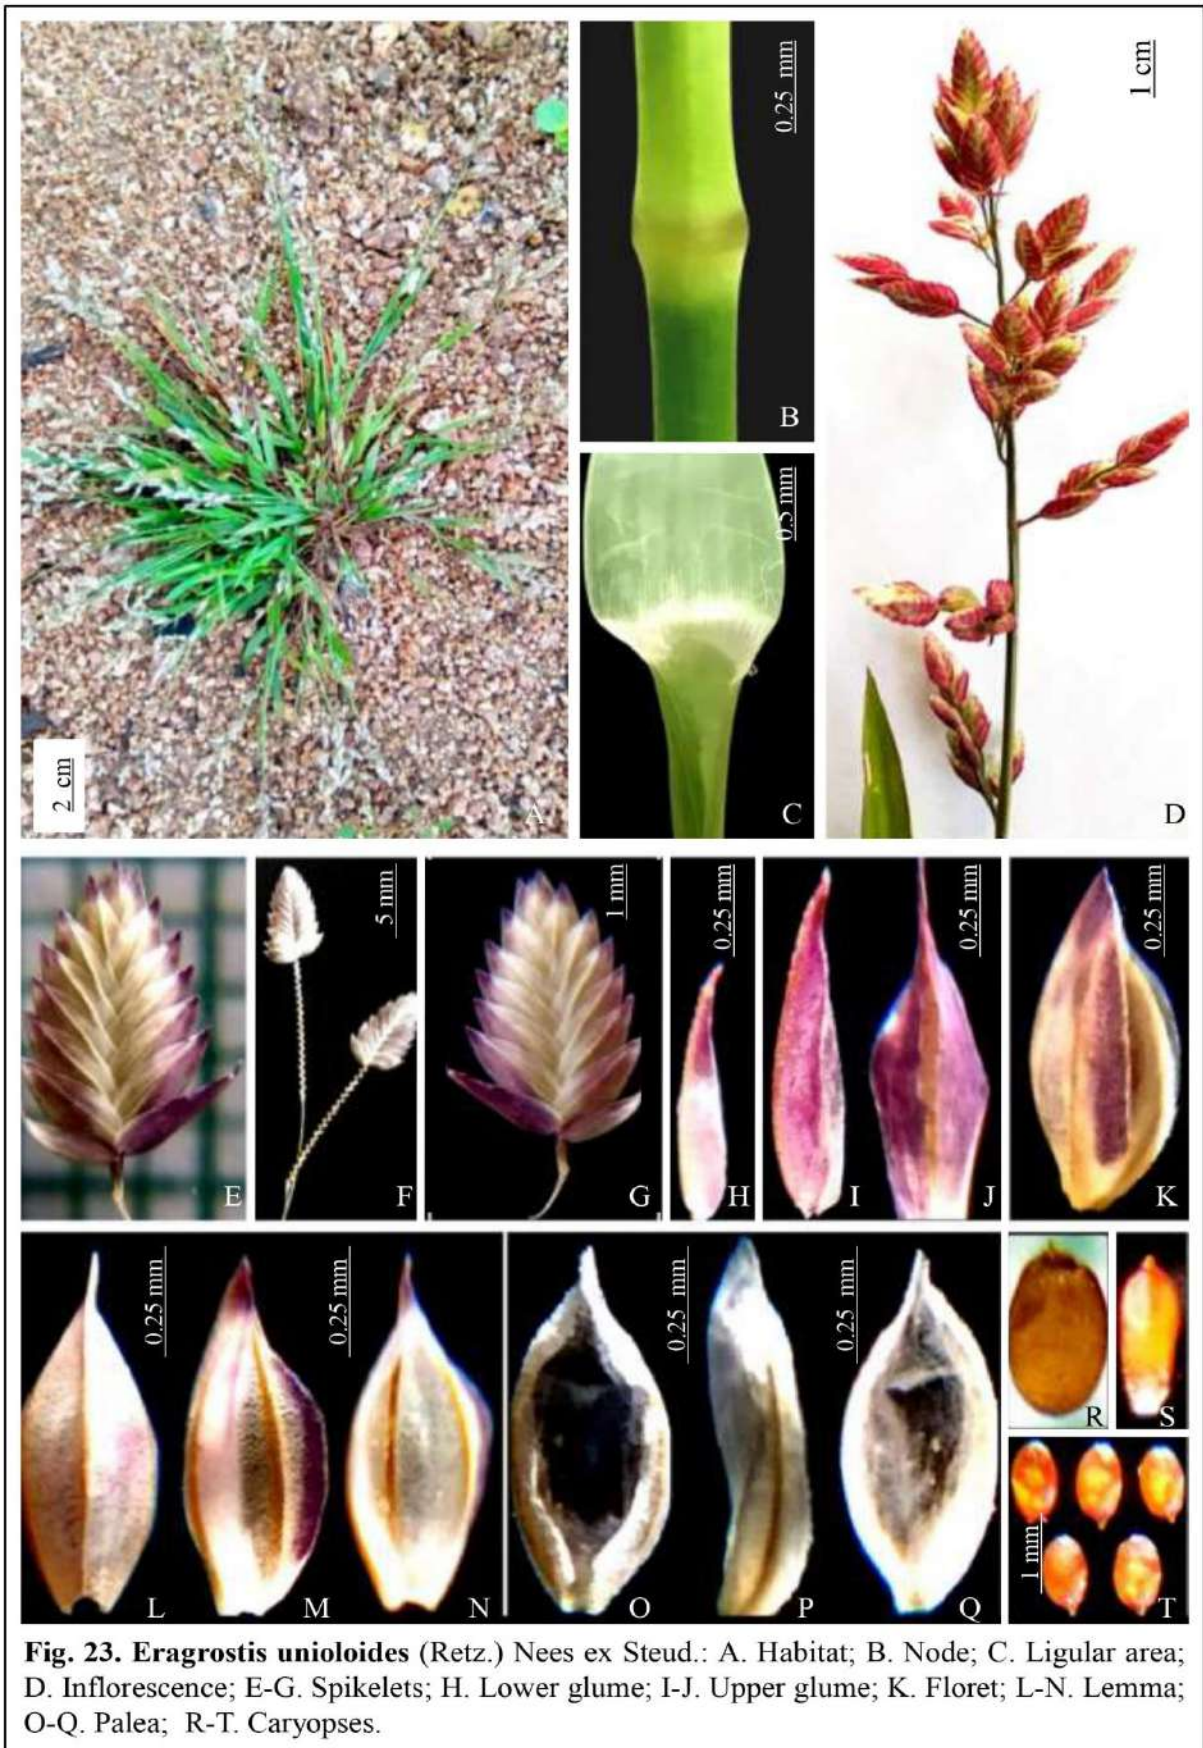 2 cm
A
0.25 mm
B
0.5 mm
C
1 cm
D
E
5 mm
F
1 mm
G
0.25 mm
H
I
0.25 mm
J
0.25 mm
K
0.25 mm
L
0.25 mm
M
N
0.25 mm
O
P
0.25 mm
Q
R
S
1 mm
T
Fig. 23. Eragrostis unioloides (Retz.) Nees ex Steud.: A. Habitat; B. Node; C. Ligular area;
D. Inflorescence; E-G. Spikelets; H. Lower glume; I-J. Upper glume; K. Floret; L-N. Lemma;
O-Q. Palea; R-T. Caryopses.